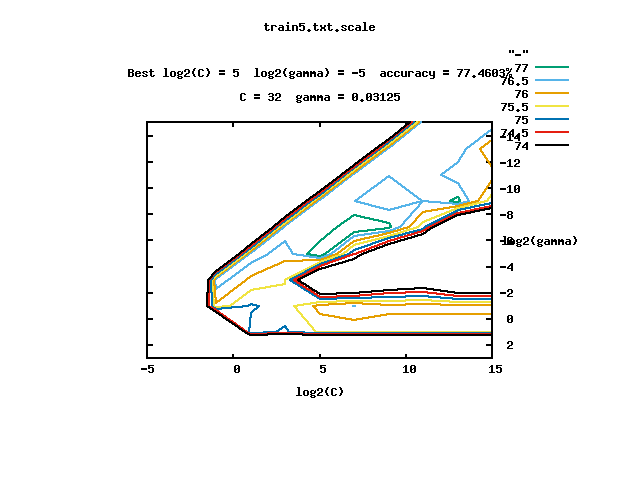 train5.txt.scale
"-"
Best log2(C) = 5  log2(gamma) = -5  accuracy = 77.4603%
77
76.5
C = 32  gamma = 0.03125
76
75.5
75
74.5
74
-14
-12
-10
-8
-6
log2(gamma)
-4
-2
0
2
-5 0 5 10 15
log2(C)